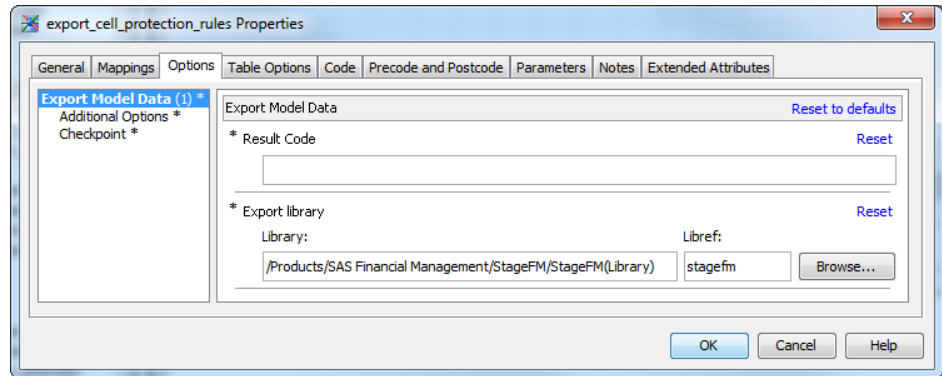 export_cell_protection_rules Properties
General Mappings Options Table Options Code Precode and Postcode Parameters Notes Extended Attributes
Export Model Data (1) *
Additional Options *
Checkpoint *
Export Model Data Reset to defaults
* Result Code Reset
* Export library Reset
Library: Libref:
/Products/SAS Financial Management/StageFM/StageFM(Library) stagefm Browse...
OK Cancel Help